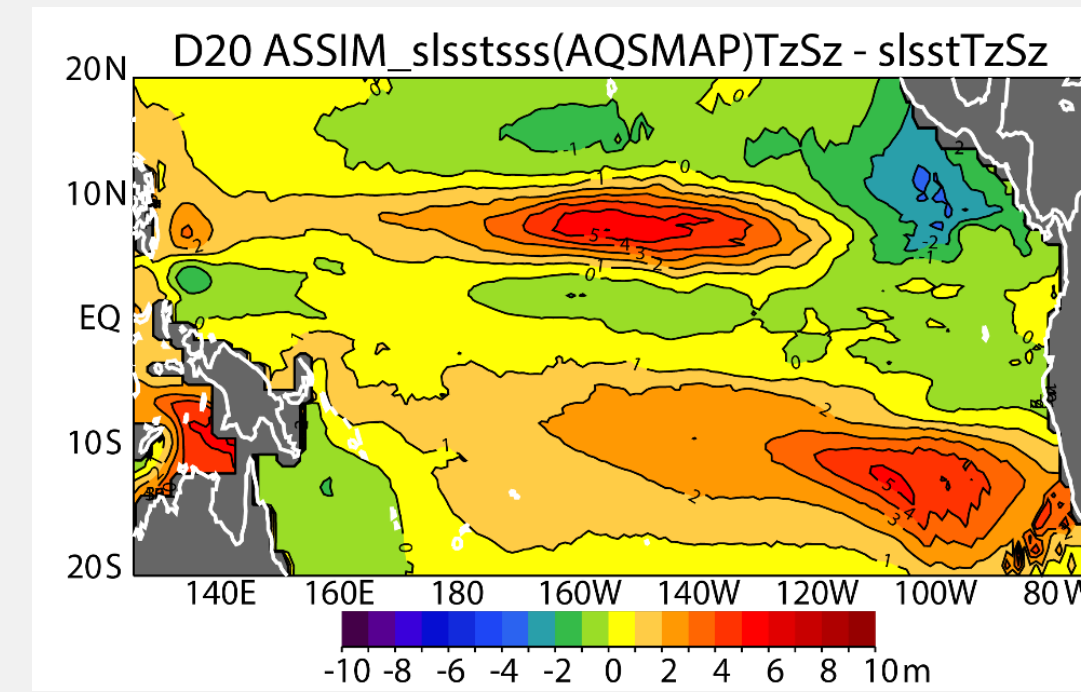 D20 ASSIM_slsstsss(AQSMAP)TzSz - slsstTzSz
20N
10N
EQ
10S
20S
140E 160E 180 160W 140W 120W 100W 80W
-10 -8 -6 -4 -2 0 2 4 6 8 10 m